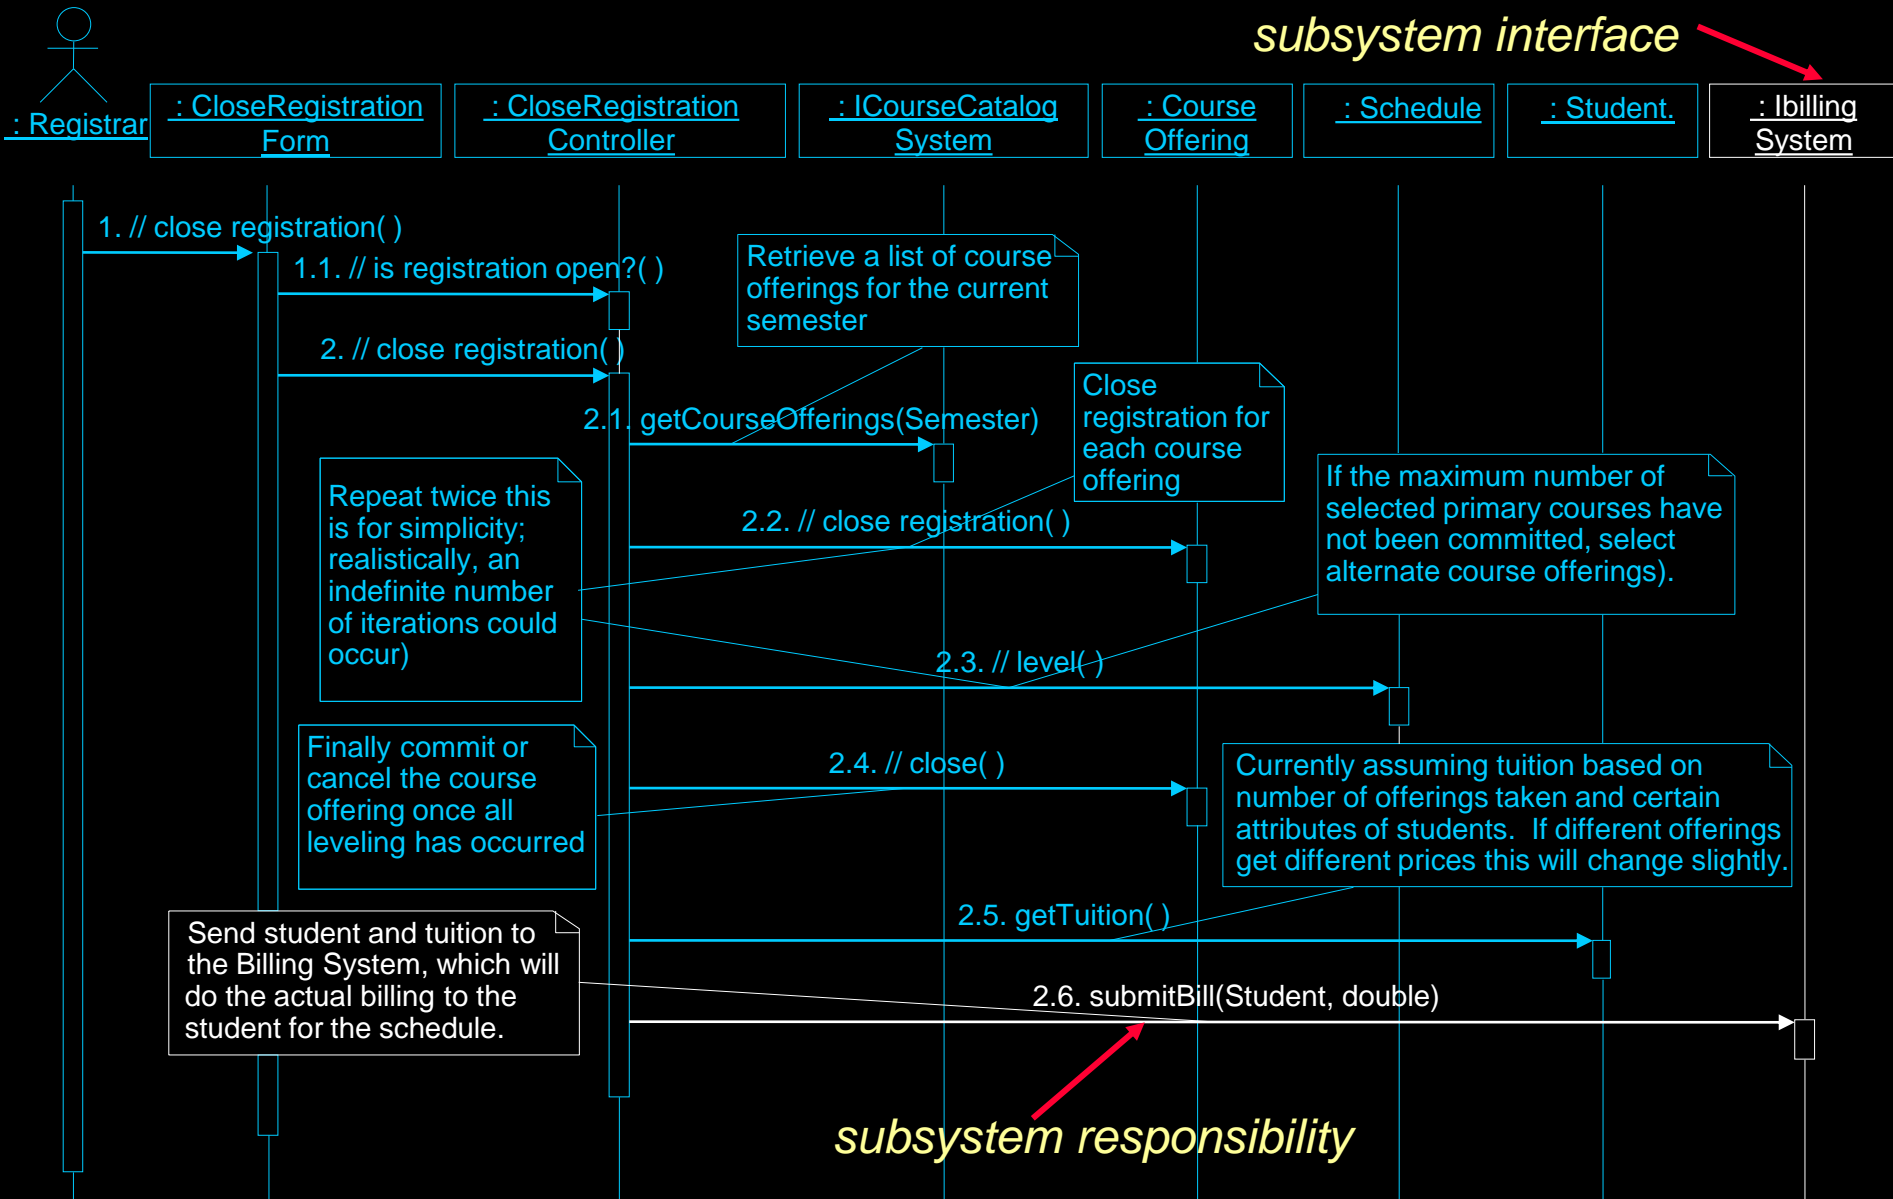 subsystem interface
: Registrar
: CloseRegistration
Form
: CloseRegistration
Controller
: ICourseCatalog
System
: Course
Offering
: Schedule
: Student.
: Ibilling
System
1. // close registration( )
1.1. // is registration open?( )
Retrieve a list of course
offerings for the current
semester
2. // close registration( )
Close
registration for
each course
offering
2.1. getCourseOfferings(Semester)
If the maximum number of
selected primary courses have
not been committed, select
alternate course offerings).
Repeat twice this
is for simplicity;
realistically, an
indefinite number
of iterations could
occur)
2.2. // close registration( )
2.3. // level( )
Finally commit or
cancel the course
offering once all
leveling has occurred
2.4. // close( )
Currently assuming tuition based on
number of offerings taken and certain
attributes of students.  If different offerings
get different prices this will change slightly.
2.5. getTuition( )
Send student and tuition to
the Billing System, which will
do the actual billing to the
student for the schedule.
2.6. submitBill(Student, double)
subsystem responsibility